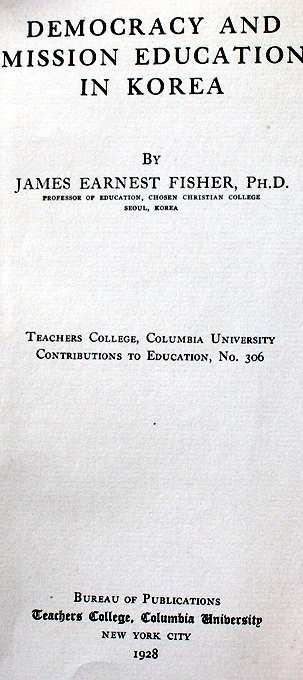 DEMOCRACY AND
MISSION EDUCATION
IN KOREA
BY
JAMES EARNEST FISHER, PH.D.
PROFESSOR OF EDUCATION, CHOSEN CHRISTIAN COLLEGE
SEOUL, KOREA
TEACHERS COLLEGE, COLUMBIA UNIVERSITY
CONTRIBUTIONS TO EDUCATION, NO. 306
BUREAU OF PUBLICATIONS
Teachers College, Columbia University
NEW YORK CITY
1928